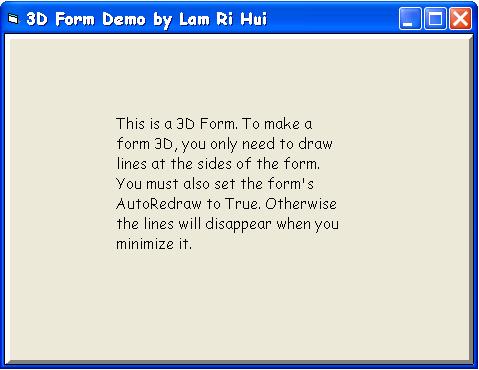 3D Form Demo by Lam Ri Hui
This is a 3D Form. To make a
form 3D, you only need to draw
lines at the sides of the form.
You must also set the form's
AutoRedraw to True. Otherwise
the lines will disappear when you
minimize it.